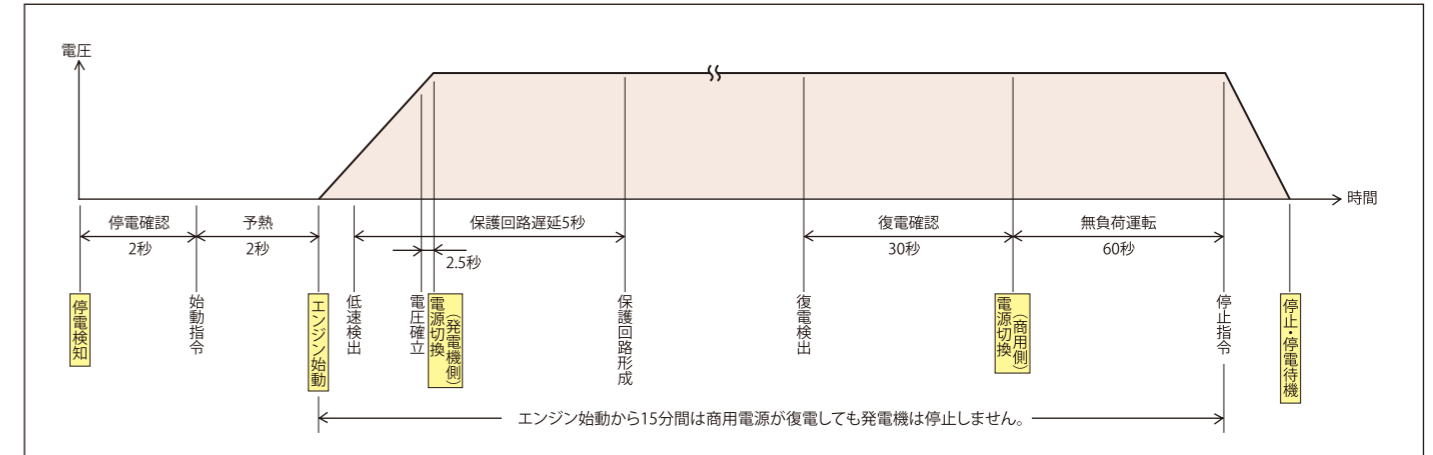 電圧
時間
停電確認
2秒
予熱
2秒
保護回路遅延5秒
2.5秒
復電確認
30秒
無負荷運転
60秒
停電検知
始動指令
エンジン始動
低速検出
電圧確立
電源切換
(発電機側)
保護回路形成
復電検出
電源切換
(商用側)
停止指令
停止・停電待機
エンジン始動から15分間は商用電源が復電しても発電機は停止しません。